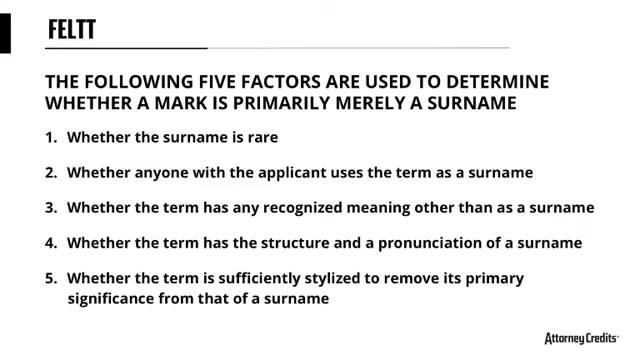 FELTT
THE FOLLOWING FIVE FACTORS ARE USED TO DETERMINE
WHETHER A MARK IS PRIMARILY MERELY A SURNAME
1. Whether the surname is rare
2. Whether anyone with the applicant uses the term as a surname
3. Whether the term has any recognized meaning other than as a surname
4. Whether the term has the structure and a pronunciation of a surname
5. Whether the term is sufficiently stylized to remove its primary
significance from that of a surname
Attorney Credits